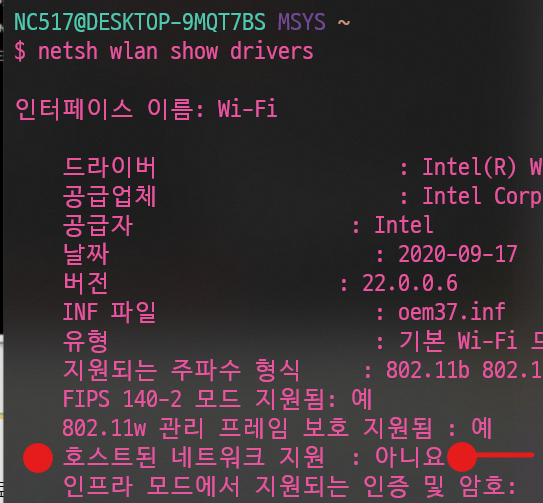 NC517@DESKTOP-9MQT7BS MSYS ~
$ netsh wlan show drivers
인터페이스 이름: Wi-Fi
드라이버 : Intel(R) W
공급업체 : Intel Corp
공급자 : Intel
날짜 : 2020-09-17
버전 : 22.0.0.6
INF 파일 : oem37.inf
유형 : 기본 Wi-Fi
지원되는 주파수 형식 : 802.11b 802.1
FIPS 140-2 모드 지원됨: 예
802.11w 관리 프레임 보호 지원됨 : 예
호스트된 네트워크 지원 : 아니요
인프라 모드에서 지원되는 인증 및 암호: